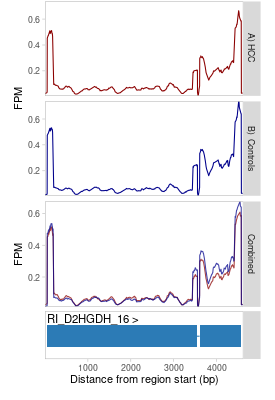 FPM
0.6
0.4
0.2
A) HCC
0.6
0.4
0.2
B) Controls
FPM
0.6
0.4
0.2
Combined
RI_D2HGDH_16 >
1000 2000 3000 4000
Distance from region start (bp)